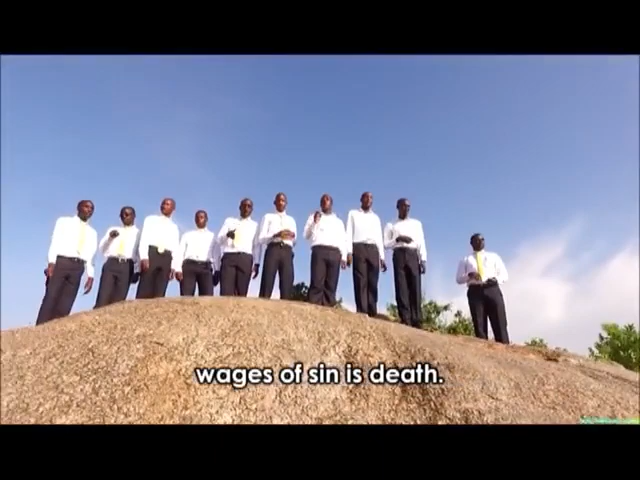 wages of sin is death.